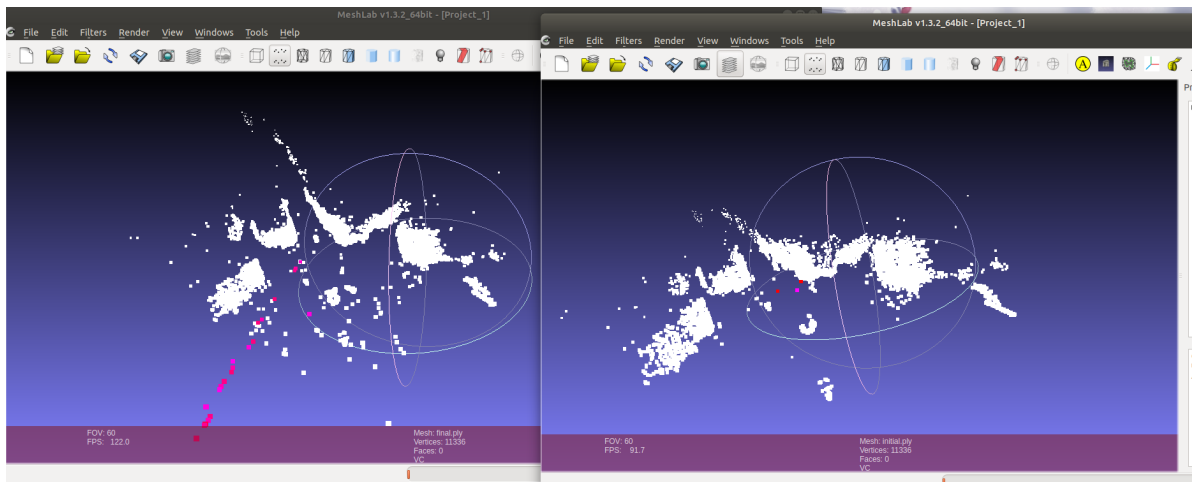 MeshLab v1.3.2_64bit - [Project_1]
File Edit Filters Render View Windows Tools Help
FOV: 60
FPS: 122.0
Mesh: final.ply
Vertices: 11336
Faces: 0
VC
MeshLab v1.3.2_64bit - [Project_1]
File Edit Filters Render View Windows Tools Help
A
Pr
FOV: 60
FPS: 91.7
Mesh: initial.ply
Vertices: 11336
Faces: 0
VC